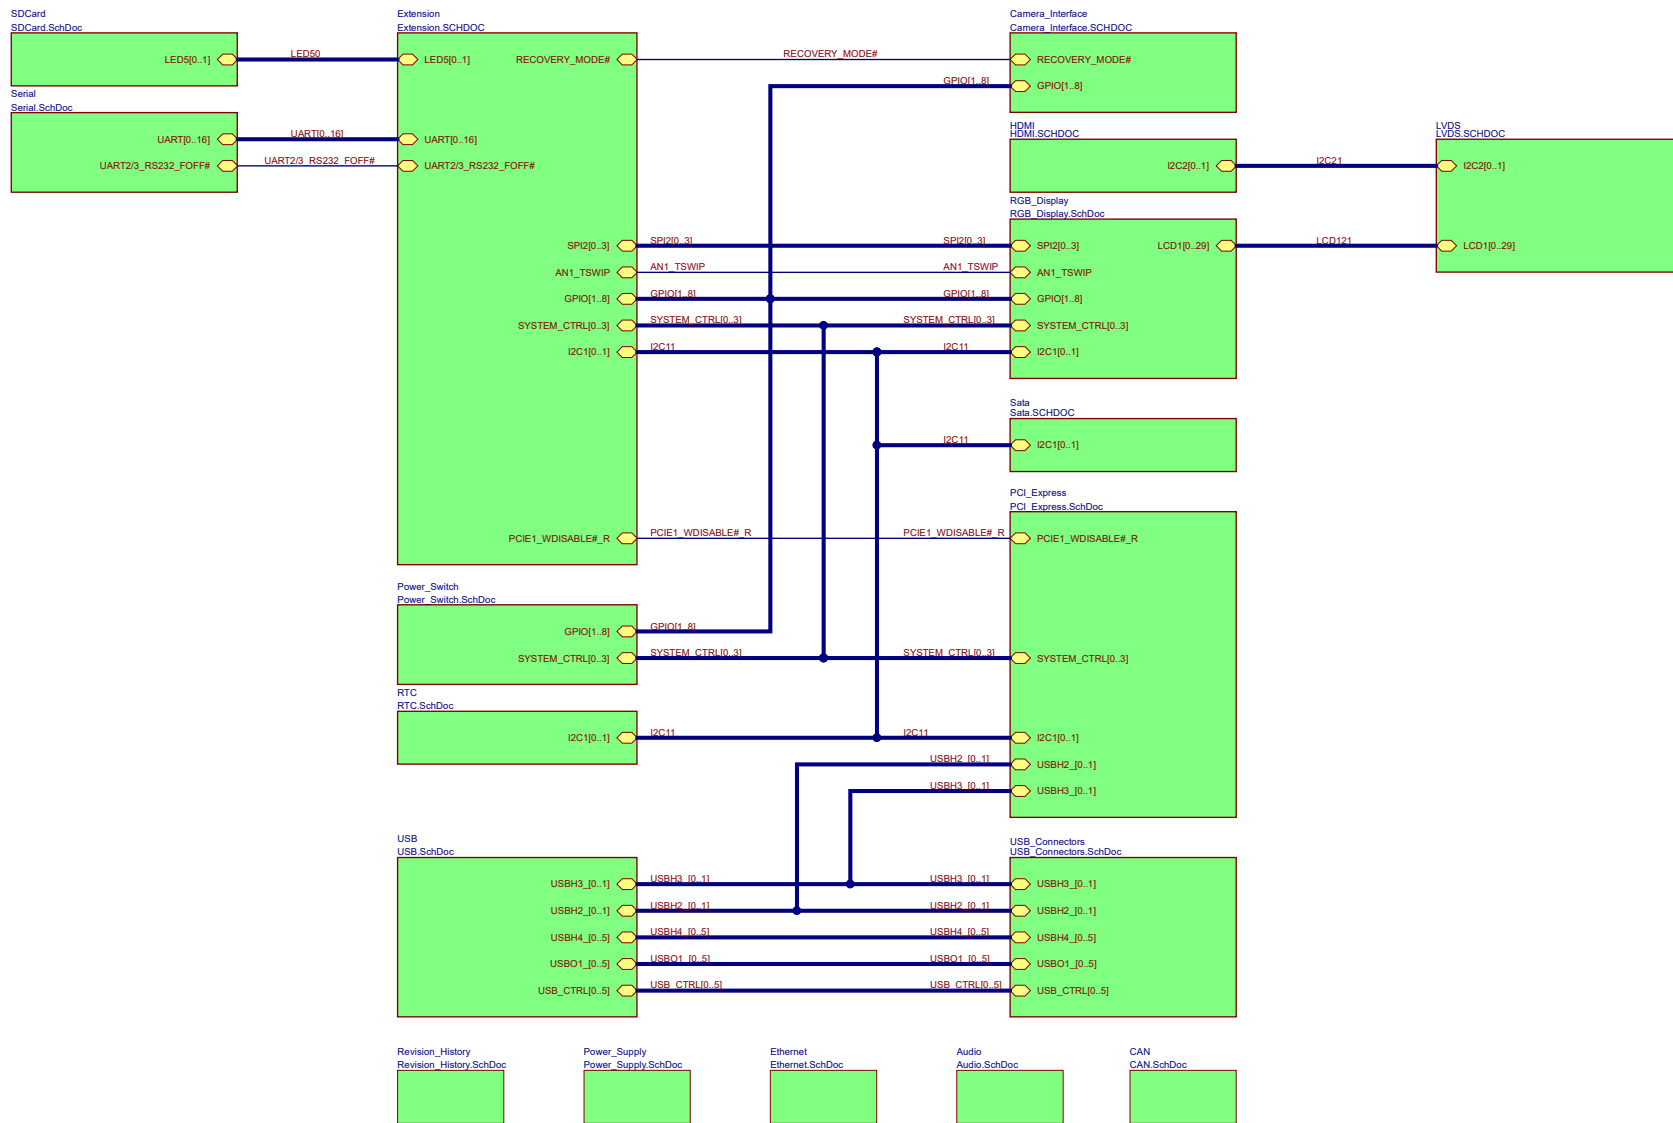 SDCard
SDCard.SchDoc
LED5[0..1]
LED50
Serial
Serial.SchDoc
UART[0..16]
UART[0..16]
UART2/3_RS232_FOFF#
UART2/3_RS232_FOFF#
Extension
Extension.SCHDOC
LED5[0..1]
RECOVERY_MODE#
UART[0..16]
UART2/3_RS232_FOFF#
SPI2[0..3]
AN1_TSWIP
GPIO[1..8]
SYSTEM_CTRL[0..3]
I2C1[0..1]
PCIE1_WDISABLE#_R
RECOVERY_MODE#
GPIO[1..8]
SPI2[0..3]
SPI2[0..3]
AN1_TSWIP
AN1_TSWIP
GPIO[1..8]
GPIO[1..8]
SYSTEM_CTRL[0..3]
SYSTEM_CTRL[0..3]
I2C11
I2C11
I2C11
PCIE1_WDISABLE#_R
PCIE1_WDISABLE#_R
Camera_Interface
Camera_Interface.SCHDOC
RECOVERY_MODE#
GPIO[1..8]
HDMI
HDMI.SCHDOC
I2C2[0..1]
I2C21
LVDS
LVDS.SCHDOC
I2C2[0..1]
LCD1[0..29]
RGB_Display
RGB_Display.SchDoc
SPI2[0..3]
LCD1[0..29]
LCD121
AN1_TSWIP
GPIO[1..8]
SYSTEM_CTRL[0..3]
I2C1[0..1]
Sata
Sata.SCHDOC
I2C1[0..1]
PCI_Express
PCI_Express.SchDoc
PCIE1_WDISABLE#_R
SYSTEM_CTRL[0..3]
I2C1[0..1]
USBH2_[0..1]
USBH3_[0..1]
Power_Switch
Power_Switch.SchDoc
GPIO[1..8]
GPIO[1..8]
SYSTEM_CTRL[0..3]
SYSTEM_CTRL[0..3]
SYSTEM_CTRL[0..3]
RTC
RTC.SchDoc
I2C1[0..1]
I2C11
I2C11
USBH2_[0..1]
USBH3_[0..1]
USB
USB.SchDoc
USBH3_[0..1]
USBH3_[0..1]
USBH3_[0..1]
USBH2_[0..1]
USBH2_[0..1]
USBH2_[0..1]
USBH4_[0..5]
USBH4_[0..5]
USBH4_[0..5]
USBO1_[0..5]
USBO1_[0..5]
USBO1_[0..5]
USB_CTRL[0..5]
USB_CTRL[0..5]
USB_CTRL[0..5]
USB_Connectors
USB_Connectors.SchDoc
USBH3_[0..1]
USBH2_[0..1]
USBH4_[0..5]
USBO1_[0..5]
USB_CTRL[0..5]
Revision_History
Revision_History.SchDoc
Power_Supply
Power_Supply.SchDoc
Ethernet
Ethernet.SchDoc
Audio
Audio.SchDoc
CAN
CAN.SchDoc